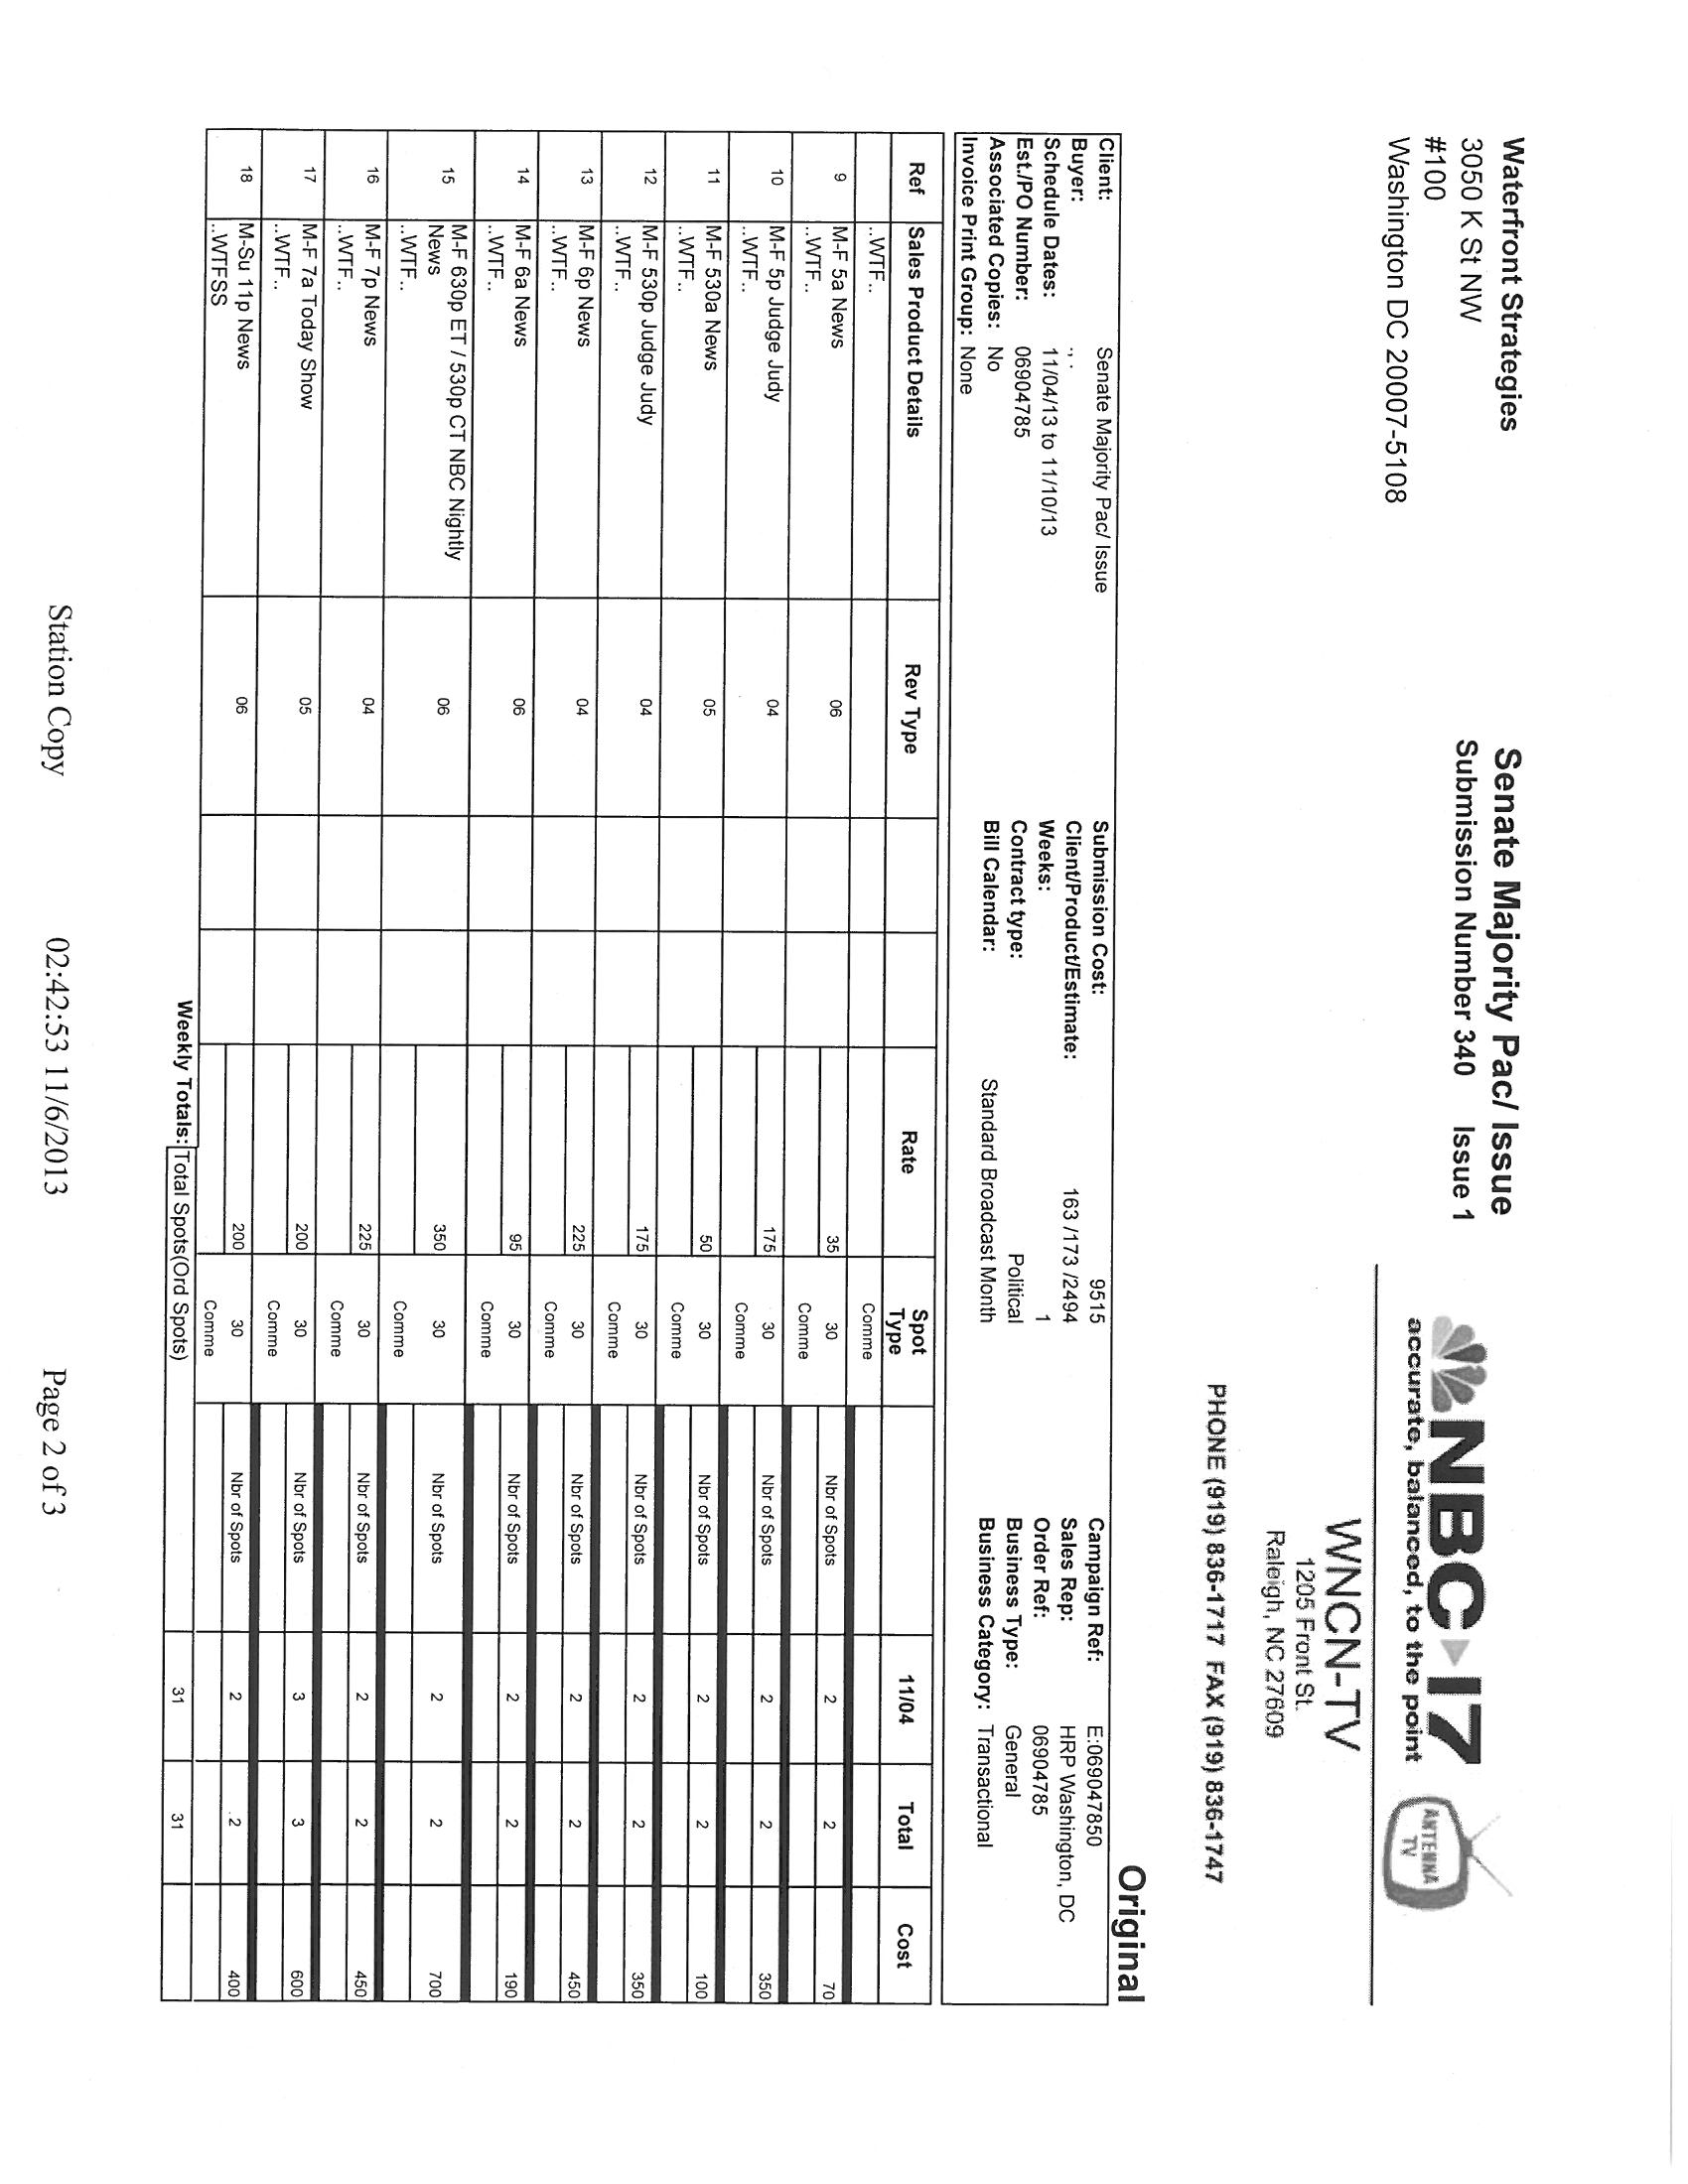 Waterfront Strategies
3050 K St NW
#100
Washington DC 20007-5108
Senate Majority Pac/ Issue
Submission Number 340 Issue 1
NBC 17
accurate, balanced, to the point
ANTENNA
TV
WNCN-TV
1205 Front St.
Raleigh, NC 27609
PHONE (919) 836-1717 FAX (919) 836-1747
Original
Client: Senate Majority Pac/ Issue Submission Cost: 9515 Campaign Ref: E:069047850
Buyer: ., . Client/Product/Estimate: 163 /173 /2494 Sales Rep: HRP Washington, DC
Schedule Dates: 11/04/13 to 11/10/13 Weeks: 1 Order Ref: 06904785
Est./PO Number: 06904785 Contract type: Political Business Type: General
Associated Copies: No Bill Calendar: Standard Broadcast Month Business Category: Transactional
Invoice Print Group: None
Ref Sales Product Details Rev Type Rate Spot Type 11/04 Total Cost
..WTF.. Comme
9 M-F 5a News 06 35 30 Nbr of Spots 2 2 70
..WTF.. Comme
10 M-F 5p Judge Judy 04 175 30 Nbr of Spots 2 2 350
..WTF.. Comme
11 M-F 530a News 05 50 30 Nbr of Spots 2 2 100
..WTF.. Comme
12 M-F 530p Judge Judy 04 175 30 Nbr of Spots 2 2 350
..WTF.. Comme
13 M-F 6p News 04 225 30 Nbr of Spots 2 2 450
..WTF.. Comme
14 M-F 6a News 06 95 30 Nbr of Spots 2 2 190
..WTF.. Comme
15 M-F 630p ET / 530p CT NBC Nightly News 06 350 30 Nbr of Spots 2 2 700
..WTF.. Comme
16 M-F 7p News 04 225 30 Nbr of Spots 2 2 450
..WTF.. Comme
17 M-F 7a Today Show 05 200 30 Nbr of Spots 3 3 600
..WTF.. Comme
18 M-Su 11p News 06 200 30 Nbr of Spots 2 2 400
..WTFSS Comme
Weekly Totals: Total Spots(Ord Spots) 31 31
Station Copy 02:42:53 11/6/2013 Page 2 of 3